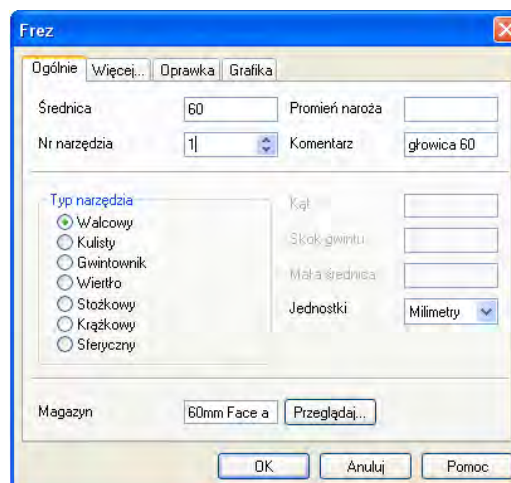 Frez
Ogólnie Więcej... Oprawka Grafika
Średnica 60 Promień naroża
Nr narzędzia 1 Komentarz głowica 60
Typ narzędzia
Walcowy
Kulisty
Gwintownik
Wiertło
Stożkowy
Krążkowy
Sferyczny
Kąt
Skok gwintu
Mała średnica
Jednostki Milimetry
Magazyn 60mm Face a Przeglądaj...
OK Anuluj Pomoc